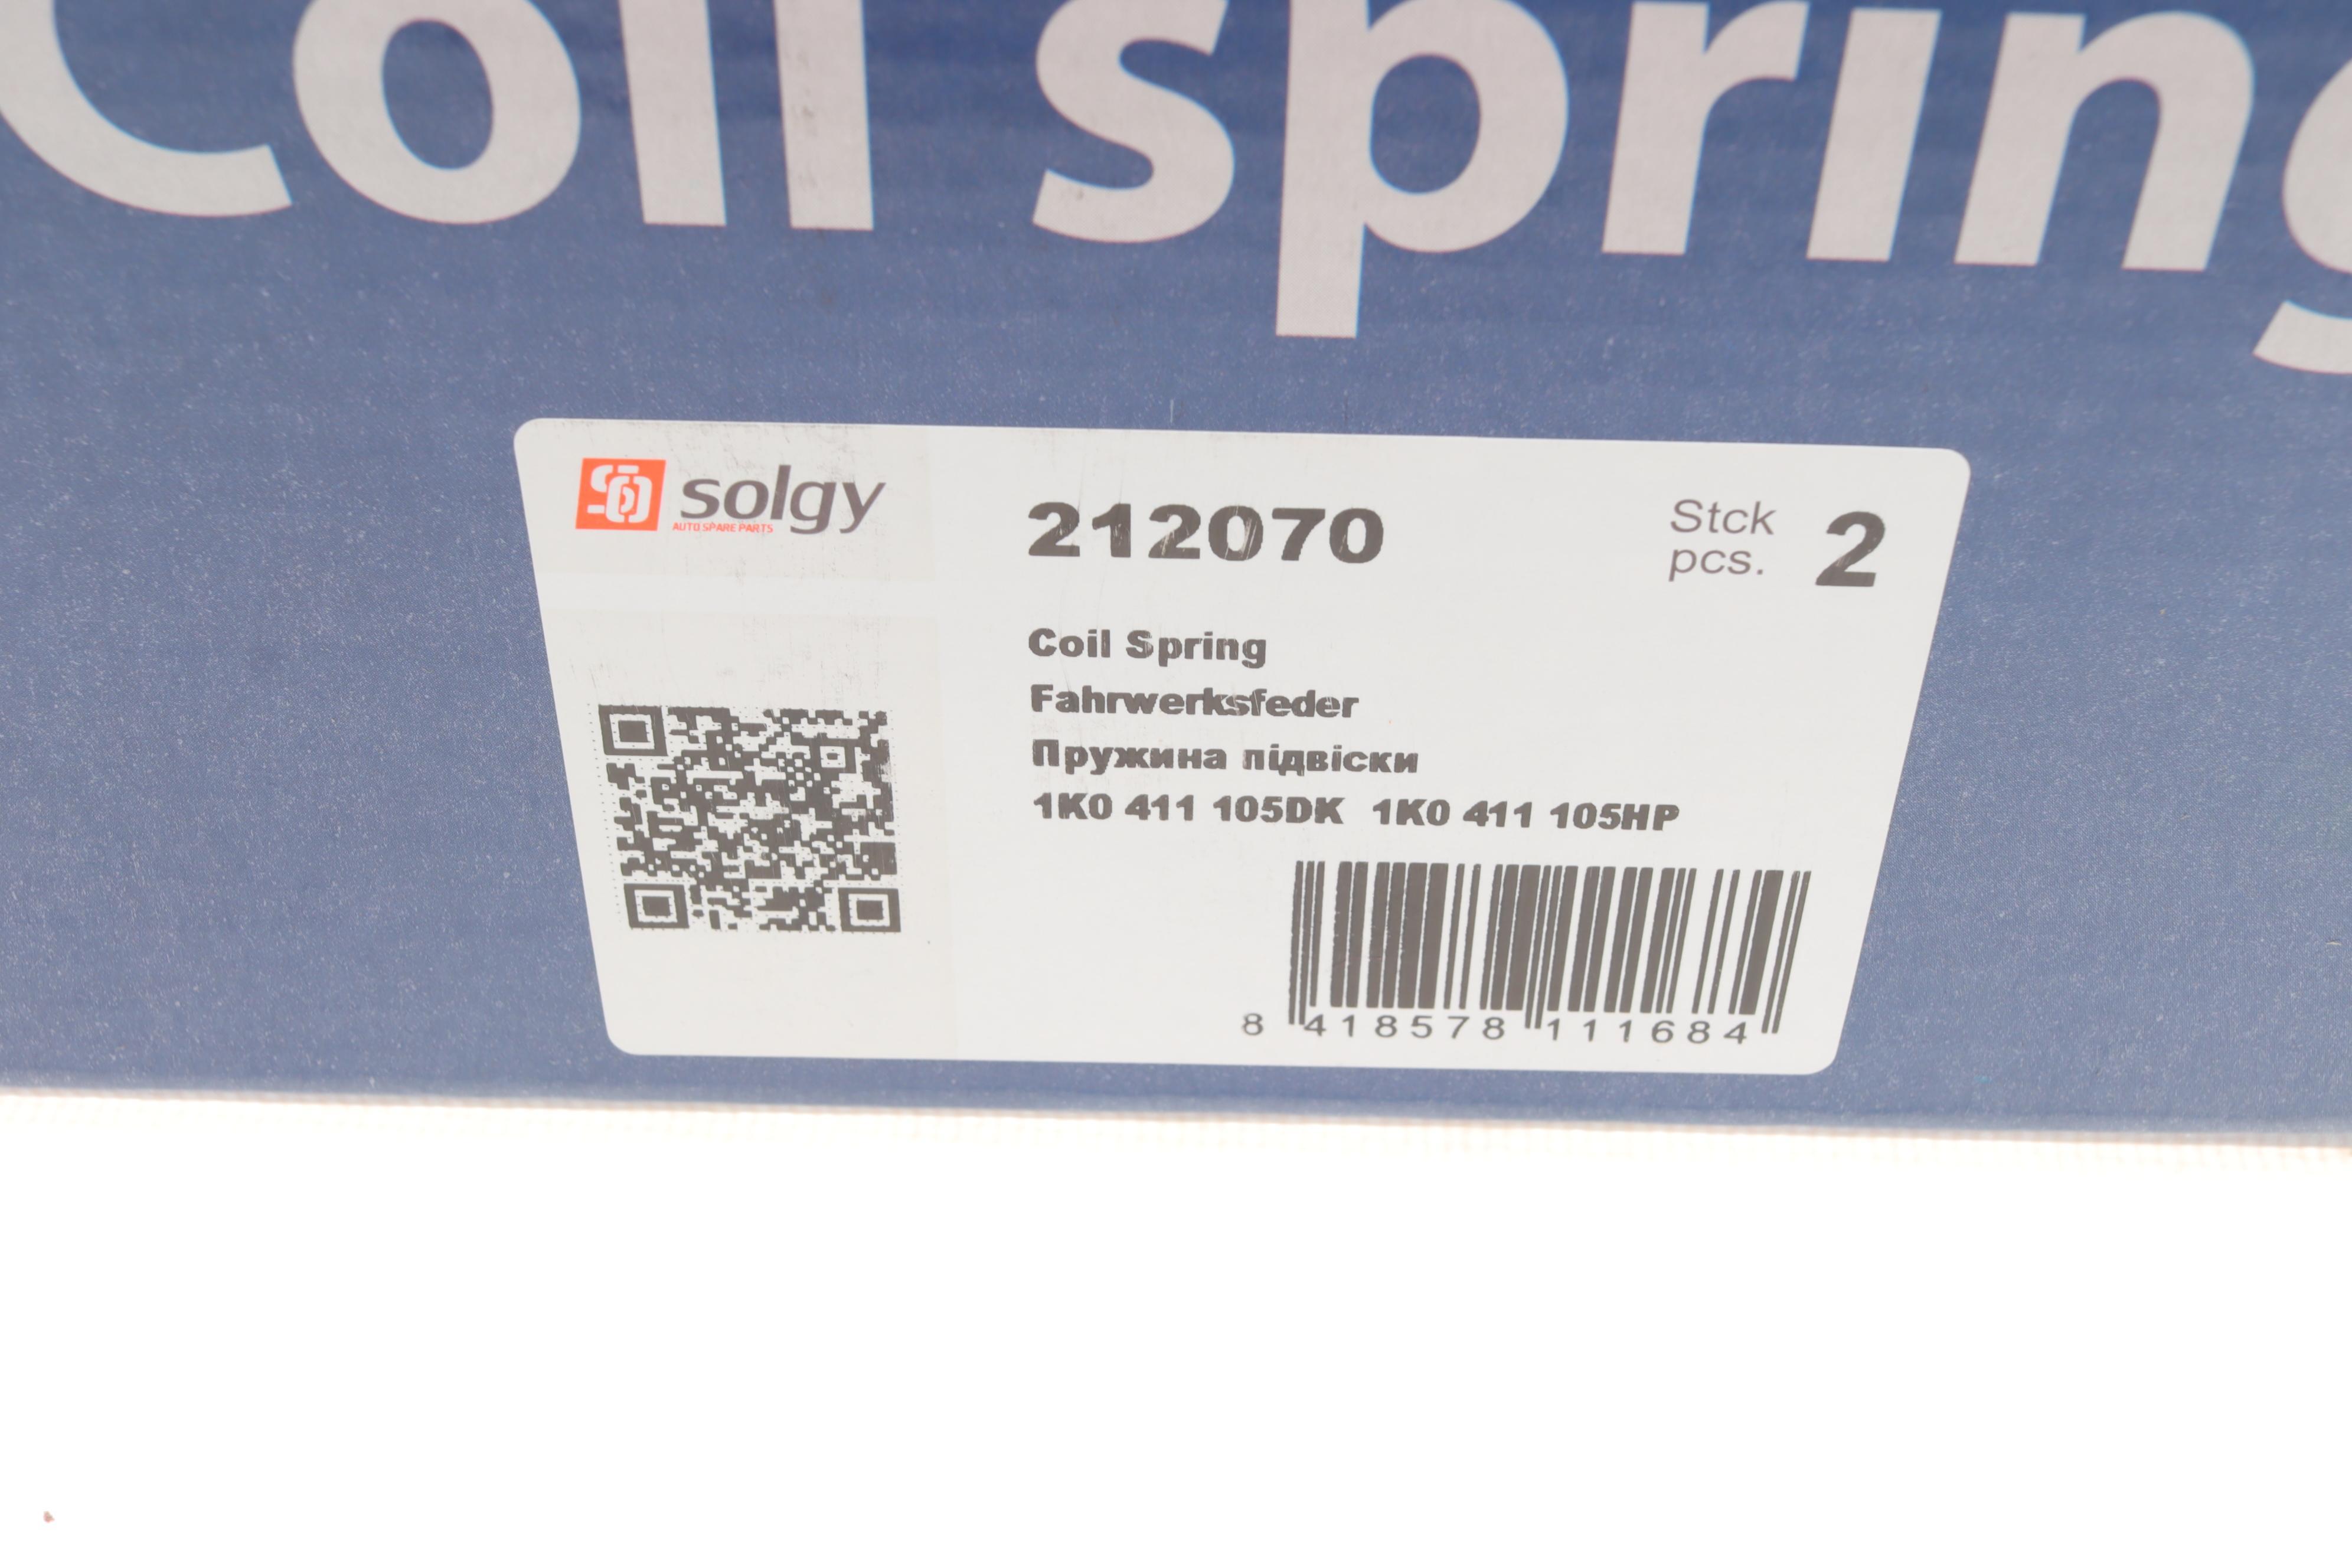 Coil spring
solgy
AUTO SPARE PARTS
212070
Stck
pcs. 2
Coil Spring
Fahrwerksfeder
Пружина підвіски
1K0 411 105DK 1K0 411 105HP
8 418578 111684